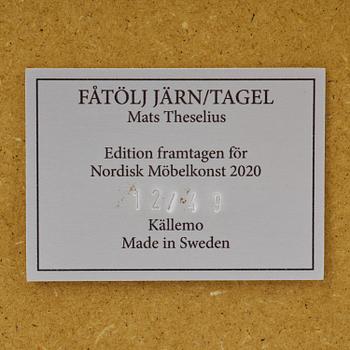 FÅTÖLJ JÄRN/TAGEL
Mats Theselius
Edition framtagen för
Nordisk Möbelkonst 2020
12/49
Källemo
Made in Sweden